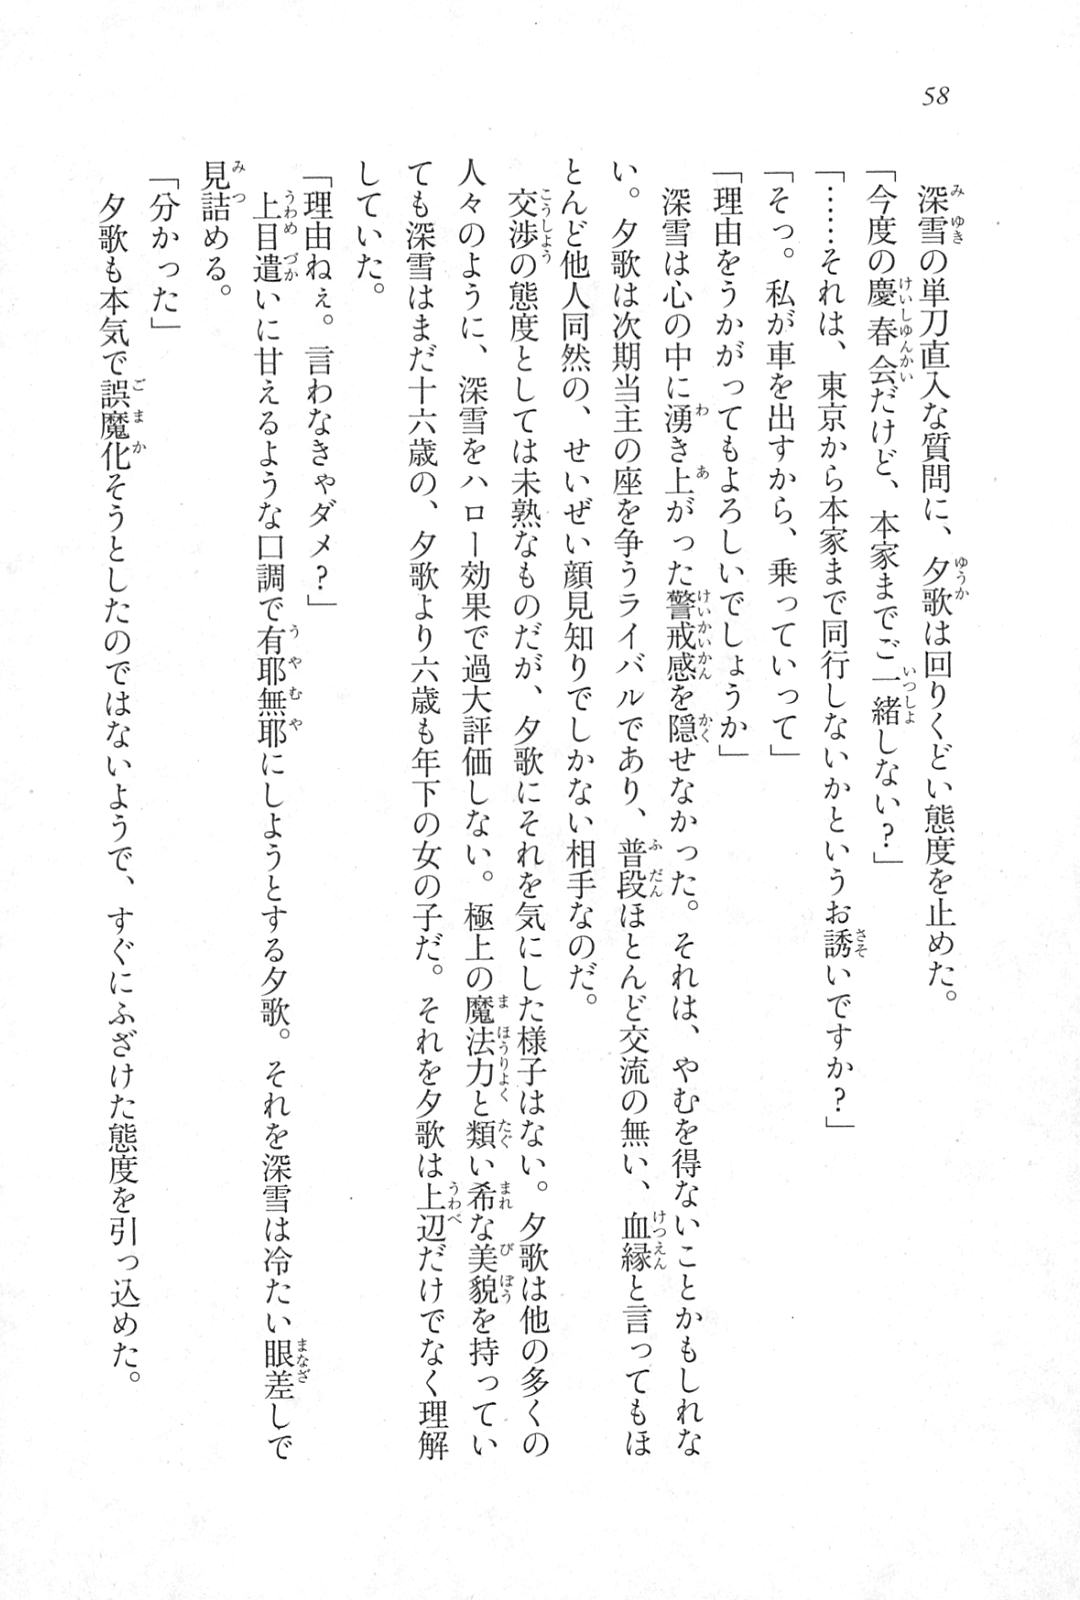 58
深雪の単刀直入な質問に、夕歌は回りくどい態度を止めた。
「今度の慶春会だけど、本家までご一緒しない？」
「……それは、東京から本家まで同行しないかというお誘いですか？」
「そっ。私が車を出すから、乗っていって」
「理由をうかがってもよろしいでしょうか」
深雪は心の中に湧き上がった警戒感を隠せなかった。それは、やむを得ないことかもしれな
い。夕歌は次期当主の座を争うライバルであり、普段ほとんど交流の無い、血縁と言ってもほ
とんど他人同然の、せいぜい顔見知りでしかない相手なのだ。
交渉の態度としては未熟なものだが、夕歌にそれを気にした様子はない。夕歌は他の多くの
人々のように、深雪をハロー効果で過大評価しない。極上の魔法力と類い希な美貌を持ってい
ても深雪はまだ十六歳の、夕歌より六歳も年下の女の子だ。それを夕歌は上辺だけでなく理解
していた。
「理由ねぇ。言わなきゃダメ？」
上目遣いに甘えるような口調で有耶無耶にしようとする夕歌。それを深雪は冷たい眼差しで
見詰める。
「分かった」
夕歌も本気で誤魔化そうとしたのではないようで、すぐにふざけた態度を引っ込めた。